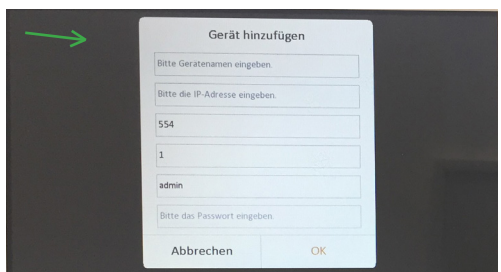 Gerät hinzufügen
Bitte Gerätenamen eingeben.
Bitte die IP-Adresse eingeben.
554
1
admin
Bitte das Passwort eingeben.
Abbrechen OK